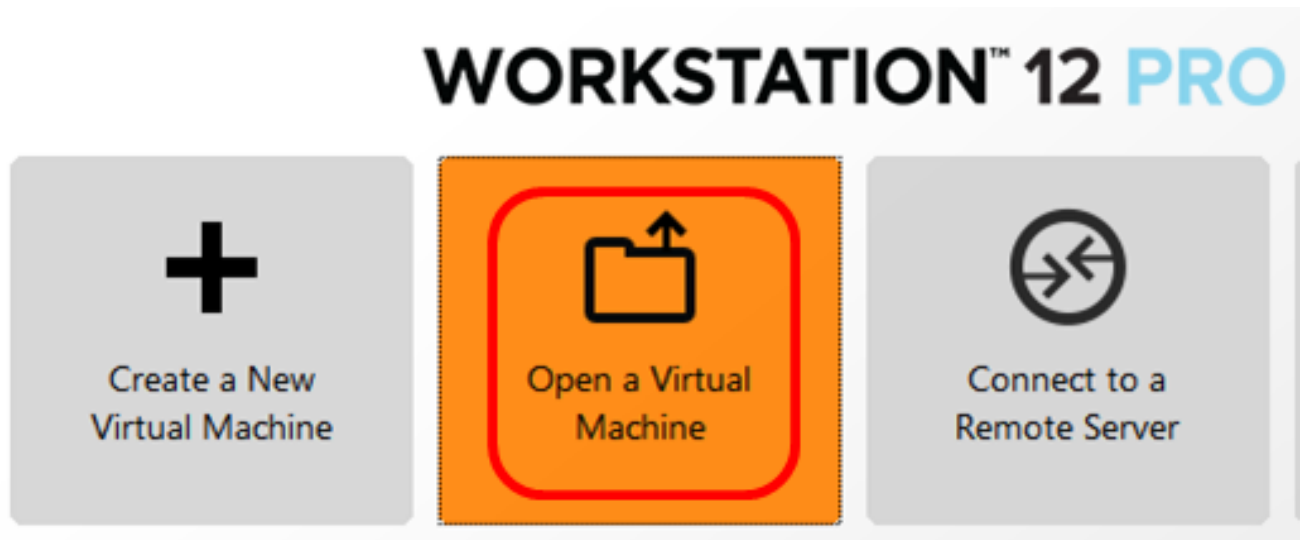 WORKSTATION™ 12 PRO
Create a New
Virtual Machine
Open a Virtual
Machine
Connect to a
Remote Server